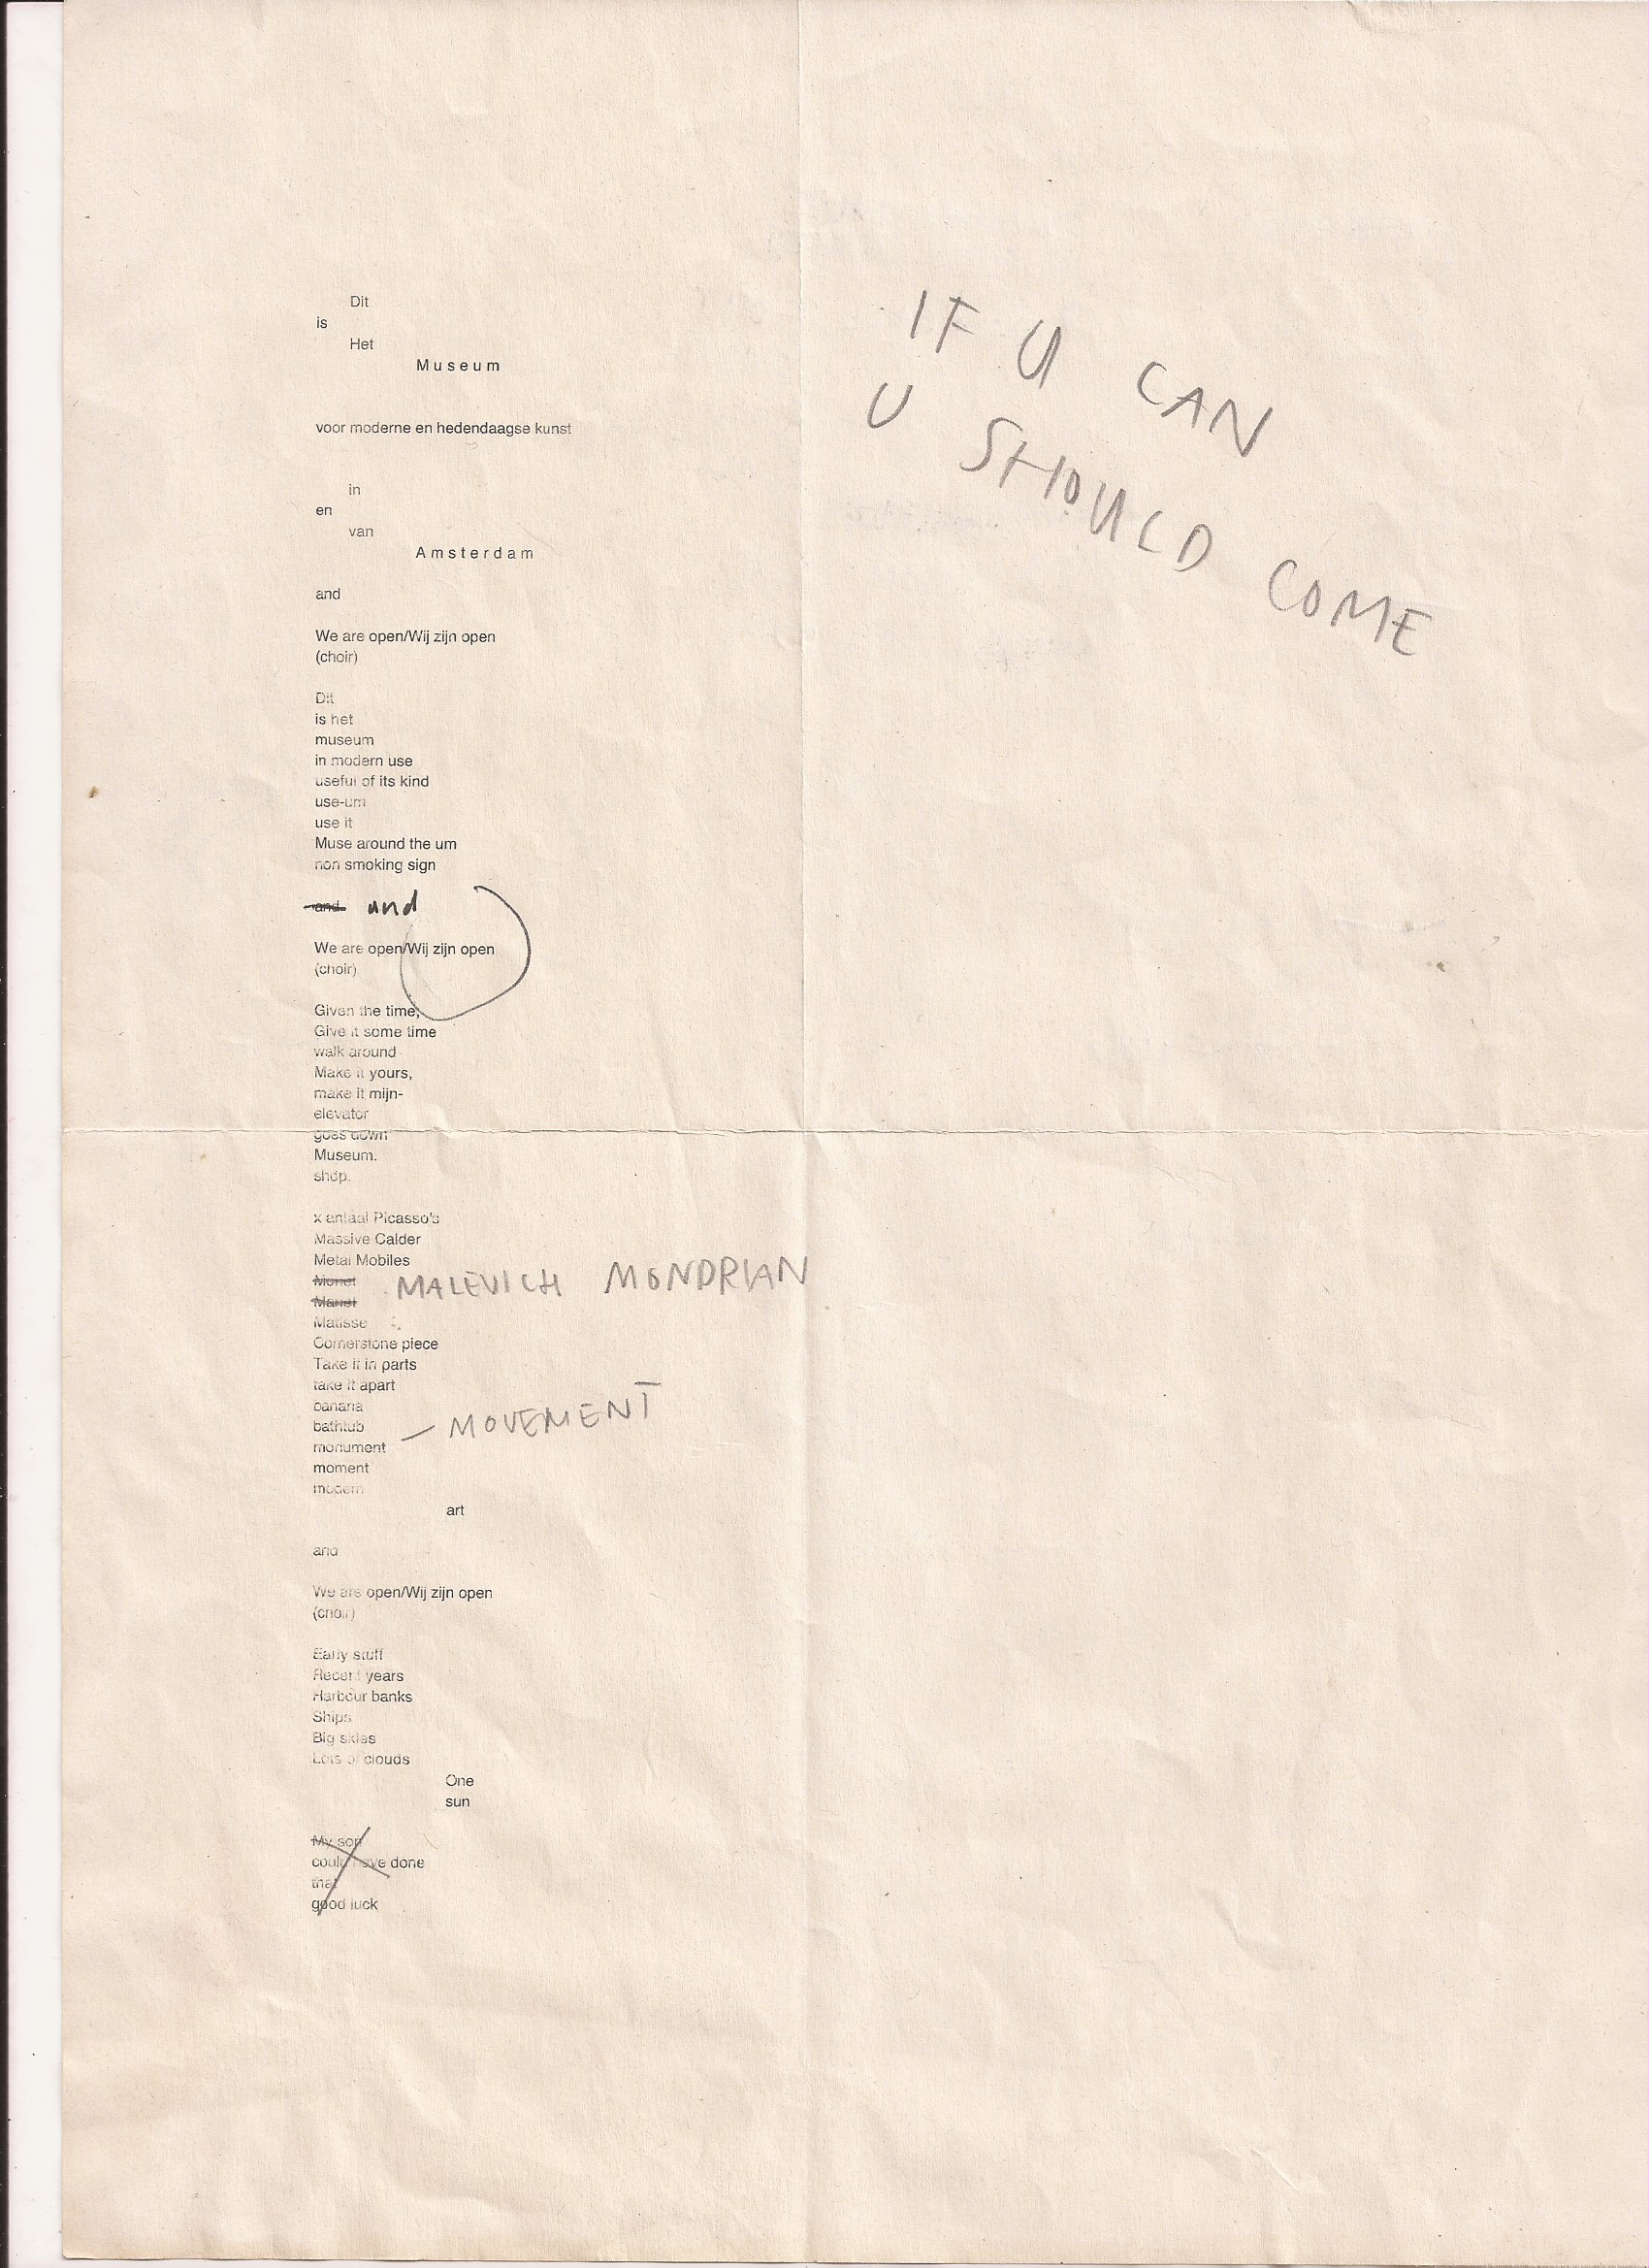 Dit
is
Het
Museum
voor moderne en hedendaagse kunst
in
en
van
Amsterdam
and
We are open/Wij zijn open
(choir)
Dit
is het
museum
in modern use
useful of its kind
use-um
use it
Muse around the um
non smoking sign
and and
We are open/Wij zijn open
(choir)
Given the time,
Give it some time
walk around
Make it yours,
make it mijn-
elevator
goes down
Museum.
shop.
x antaal Picasso's
Massive Calder
Metal Mobiles
Monet MALEVICH MONDRIAN
Manet
Matisse
Cornerstone piece
Take it in parts
take it apart
banana
bathtub
monument – MOVEMENT
moment
modern
art
and
We are open/Wij zijn open
(choir)
Early stuff
Recent years
Harbour banks
Ships
Big skies
Lots of clouds
One
sun
My son
could have done
that
good luck
IF U CAN
U SHOULD COME